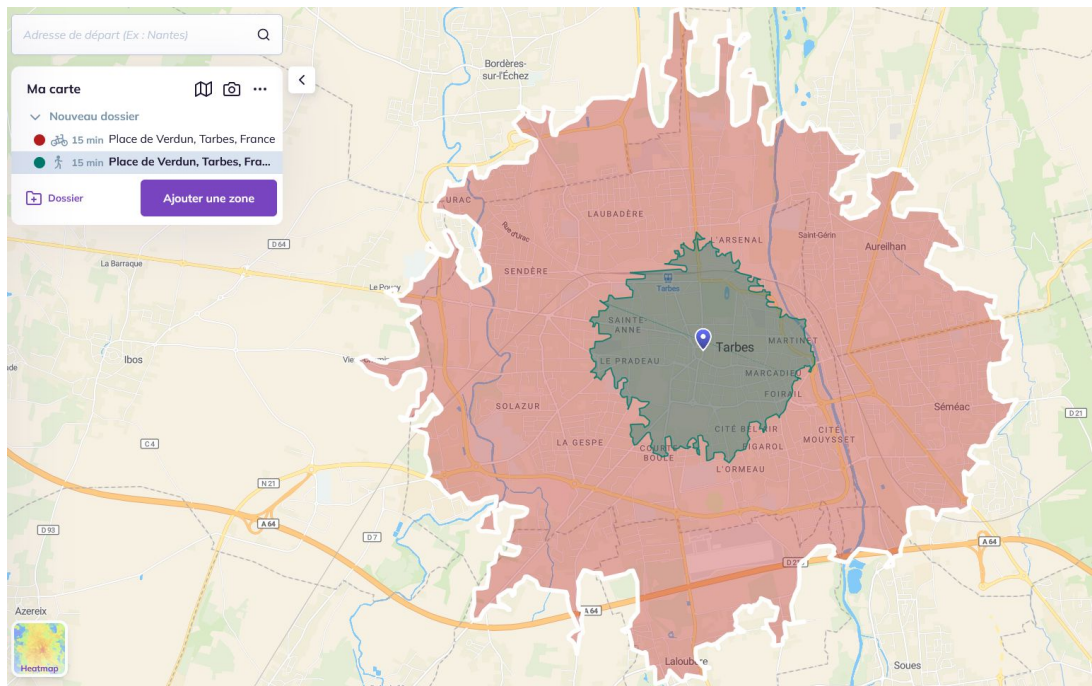 Adresse de départ (Ex : Nantes)
Ma carte
Nouveau dossier
15 min Place de Verdun, Tarbes, France
15 min Place de Verdun, Tarbes, Fra...
Dossier
Ajouter une zone
Bordères-
sur-l'Échez
URAC
LAUBADÈRE
Rue d'Urac
L'ARSENAL
Saint-Gérin
Aureilhan
D 64
La Barraque
SENDÈRE
Tarbes
Le Pouey
SAINTE-
ANNE
MARTINET
Tarbes
Ibos
LE PRADEAU
MARCADIEU
FOIRAIL
SOLAZUR
Séméac
D 21
C 4
LA GESPE
CITÉ BEL AIR
BIGAROL
CITÉ
MOUYSSET
COURTE
BOULE
L'ORMEAU
N 21
A 64
D 93
D 7
A 64
Azereix
A 64
Heatmap
Laloubère
Soues